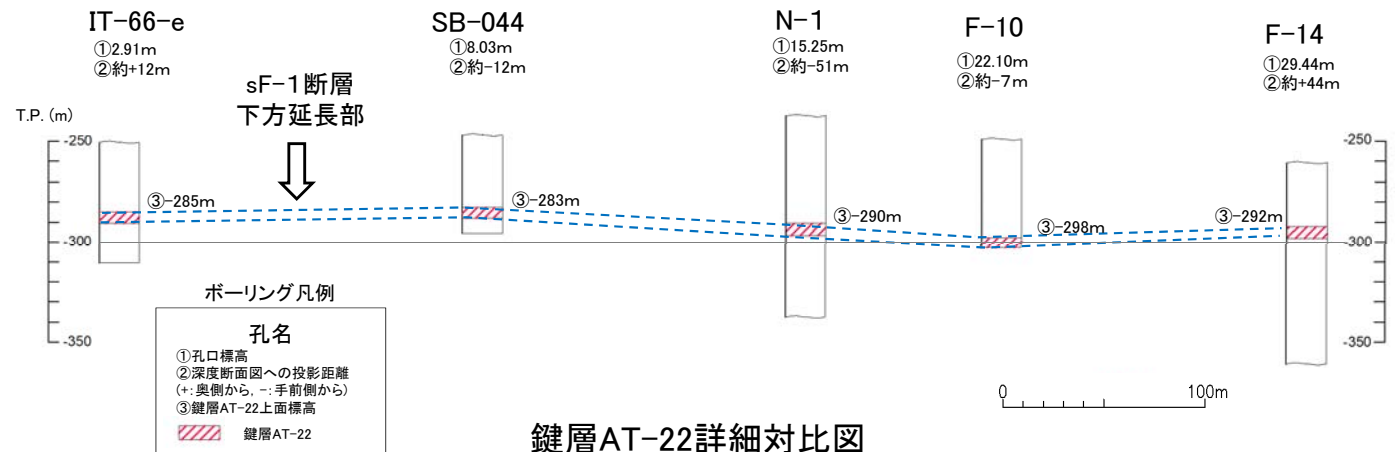 IT-66-e
①2.91m
②約+12m
SB-044
①8.03m
②約-12m
N-1
①15.25m
②約-51m
F-10
①22.10m
②約-7m
F-14
①29.44m
②約+44m
sF-1断層
下方延長部
T.P. (m)
-250
-300
-350
③-285m
③-283m
③-290m
③-298m
③-292m
-250
-300
-350
ボーリング凡例
孔名
①孔口標高
②深度断面図への投影距離
(+:奥側から, -:手前側から)
③鍵層AT-22上面標高
鍵層AT-22
0 100m
鍵層AT-22詳細対比図